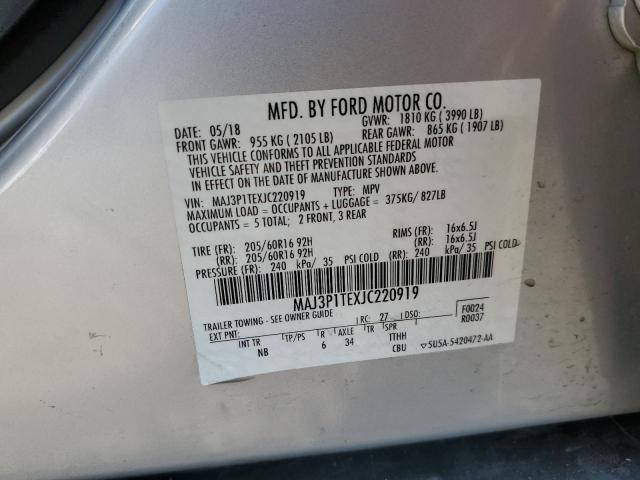 MFD. BY FORD MOTOR CO.
DATE: 05/18 GVWR: 1810 KG ( 3990 LB)
FRONT GAWR: 955 KG ( 2105 LB) REAR GAWR: 865 KG ( 1907 LB)
THIS VEHICLE CONFORMS TO ALL APPLICABLE FEDERAL MOTOR
VEHICLE SAFETY AND THEFT PREVENTION STANDARDS
IN EFFECT ON THE DATE OF MANUFACTURE SHOWN ABOVE.
VIN: MAJ3P1TEXJC220919 TYPE: MPV
MAXIMUM LOAD = OCCUPANTS + LUGGAGE = 375KG/ 827LB
OCCUPANTS = 5 TOTAL; 2 FRONT, 3 REAR
TIRE (FR): 205/60R16 92H RIMS (FR): 16x6.5J
(RR): 205/60R16 92H (RR): 16x6.5J
PRESSURE (FR): 240 kPa/ 35 PSI COLD (RR): 240 kPa/ 35 PSI COLD
MAJ3P1TEXJC220919
TRAILER TOWING - SEE OWNER GUIDE RC: 27 DSO: F0024
EXT PNT: R0037
INT TR TP/PS R AXLE TR SPR
NB 6 34 ITHH
CBU ▽5U5A-5420472-AA